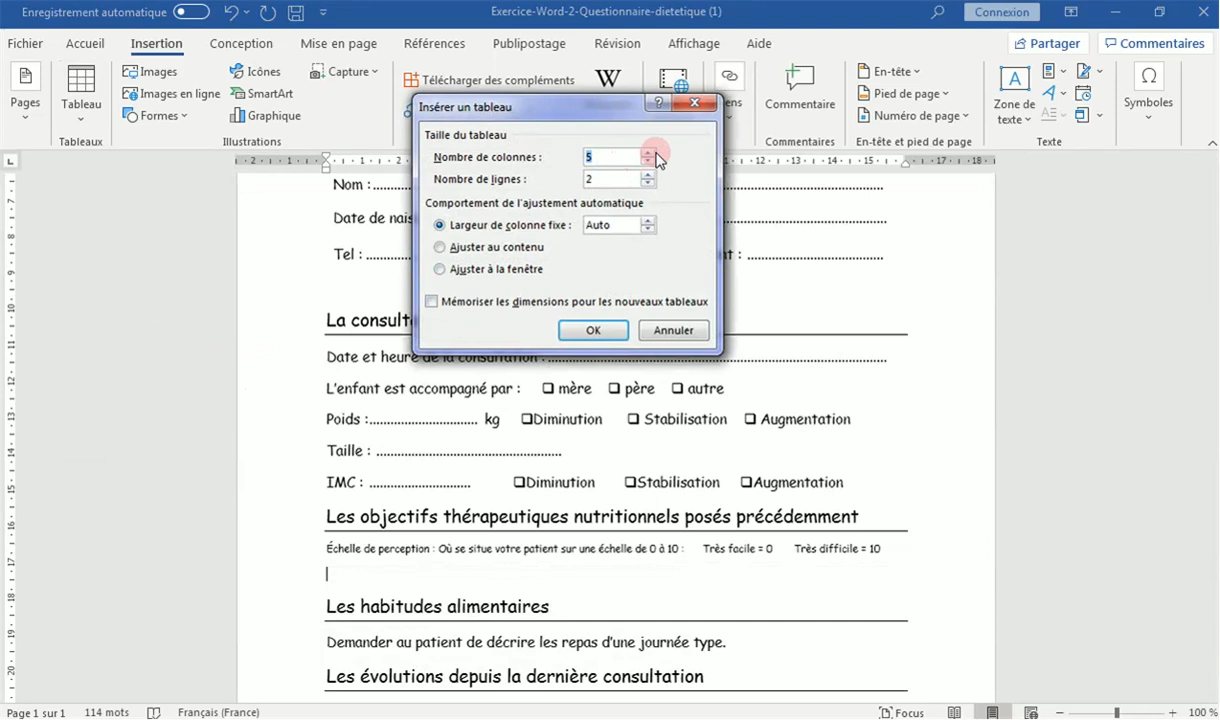 Enregistrement automatique
Exercice-Word-2-Questionnaire-dietetique (1)
Connexion
Fichier Accueil Insertion Conception Mise en page Références Publipostage Révision Affichage Aide
Partager Commentaires
Pages
Tableau
Images
Images en ligne
Formes
Icônes
SmartArt
Graphique
Capture
Télécharger des compléments
W
Commentaire
En-tête
Pied de page
Numéro de page
Zone de
texte
Symboles
Tableaux Illustrations Commentaires En-tête et pied de page Texte
Insérer un tableau
Taille du tableau
Nombre de colonnes : 5
Nombre de lignes : 2
Comportement de l'ajustement automatique
Largeur de colonne fixe : Auto
Ajuster au contenu
Ajuster à la fenêtre
Mémoriser les dimensions pour les nouveaux tableaux
OK Annuler
Nom :
Date de
Tel :
La
Date et heure de la consultation :
L'enfant est accompagné par : ❑ mère ❑ père ❑ autre
Poids :.............................. kg ❑Diminution ❑ Stabilisation ❑ Augmentation
Taille : ....................................................
IMC : ............................ ❑Diminution ❑Stabilisation ❑Augmentation
Les objectifs thérapeutiques nutritionnels posés précédemment
Échelle de perception : Où se situe votre patient sur une échelle de 0 à 10 : Très facile = 0 Très difficile = 10
Les habitudes alimentaires
Demander au patient de décrire les repas d'une journée type.
Les évolutions depuis la dernière consultation
Page 1 sur 1 114 mots Français (France) Focus 100 %